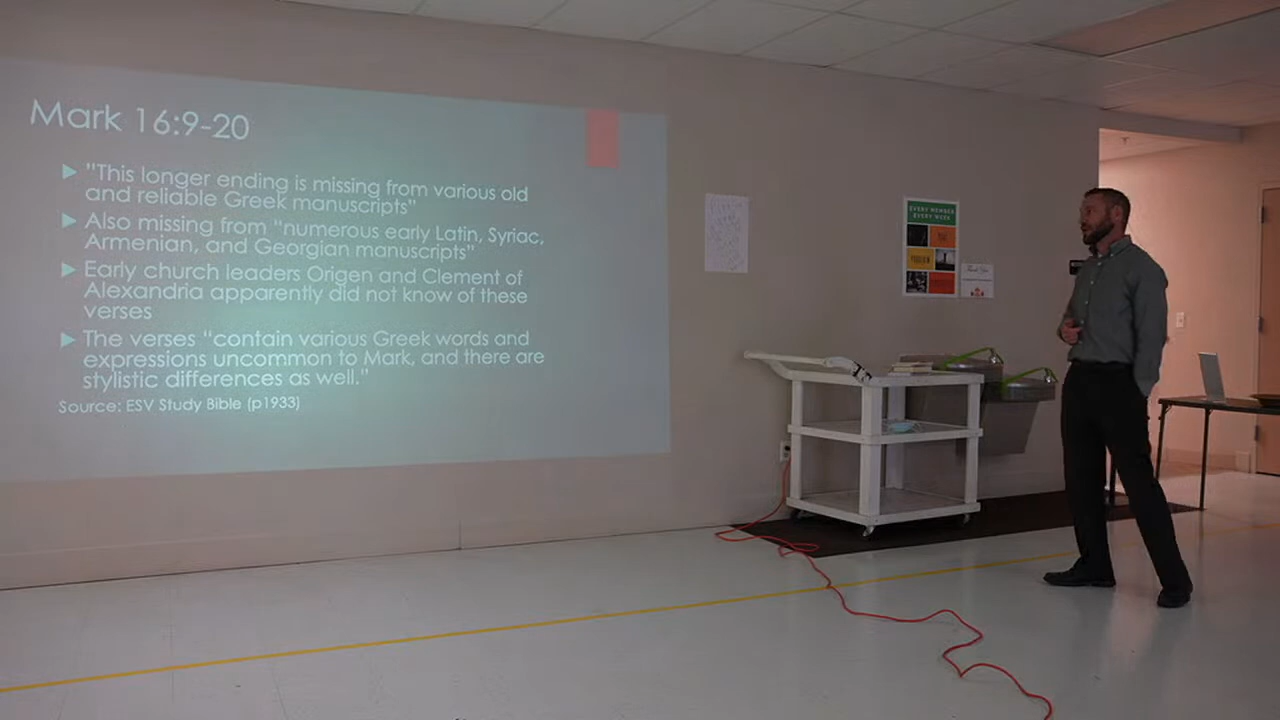 Mark 16:9-20
"This longer ending is missing from various old
and reliable Greek manuscripts"
Also missing from "numerous early Latin, Syriac,
Armenian, and Georgian manuscripts"
Early church leaders Origen and Clement of
Alexandria apparently did not know of these
verses
The verses "contain various Greek words and
expressions uncommon to Mark, and there are
stylistic differences as well."
Source: ESV Study Bible (p1933)
EVERY MEMBER
EVERY WEEK